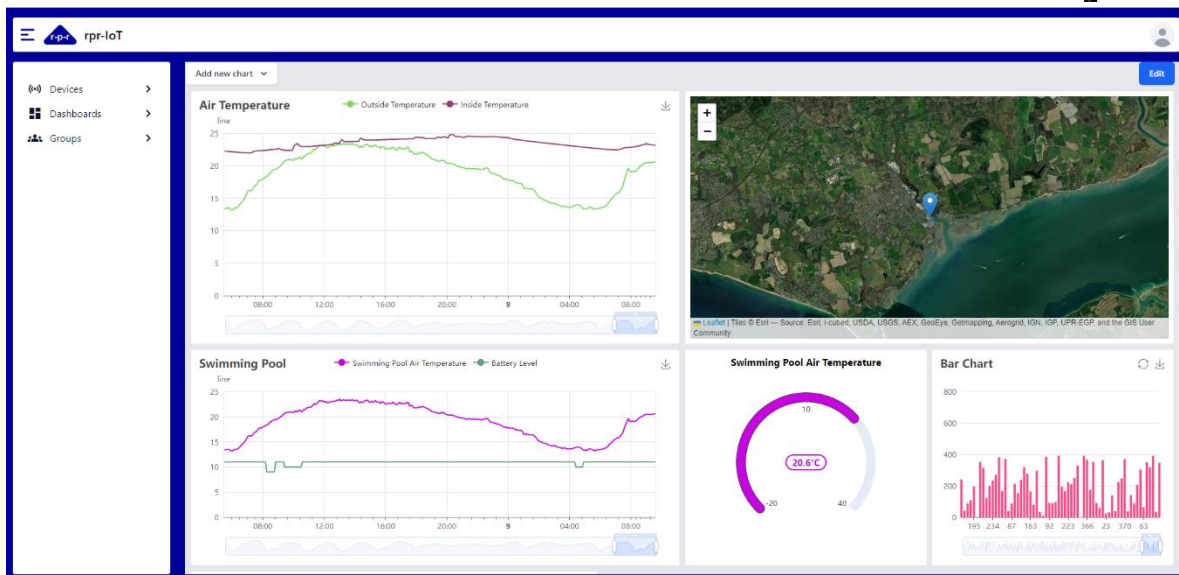 r-p-r rpr-IoT
Devices
Dashboards
Groups
Add new chart
Edit
Air Temperature
Outside Temperature Inside Temperature
line
25
20
15
10
5
0
08:00 12:00 16:00 20:00 9 04:00 08:00
+
−
Leaflet | Tiles © Esri — Source: Esri, i-cubed, USDA, USGS, AEX, GeoEye, Getmapping, Aerogrid, IGN, IGP, UPR-EGP, and the GIS User
Community
Swimming Pool
Swimming Pool Air Temperature Battery Level
line
25
20
15
10
5
0
08:00 12:00 16:00 20:00 9 04:00 08:00
Swimming Pool Air Temperature
10
20.6°C
-20 40
Bar Chart
800
600
400
200
0
195 234 87 163 92 223 366 23 370 63